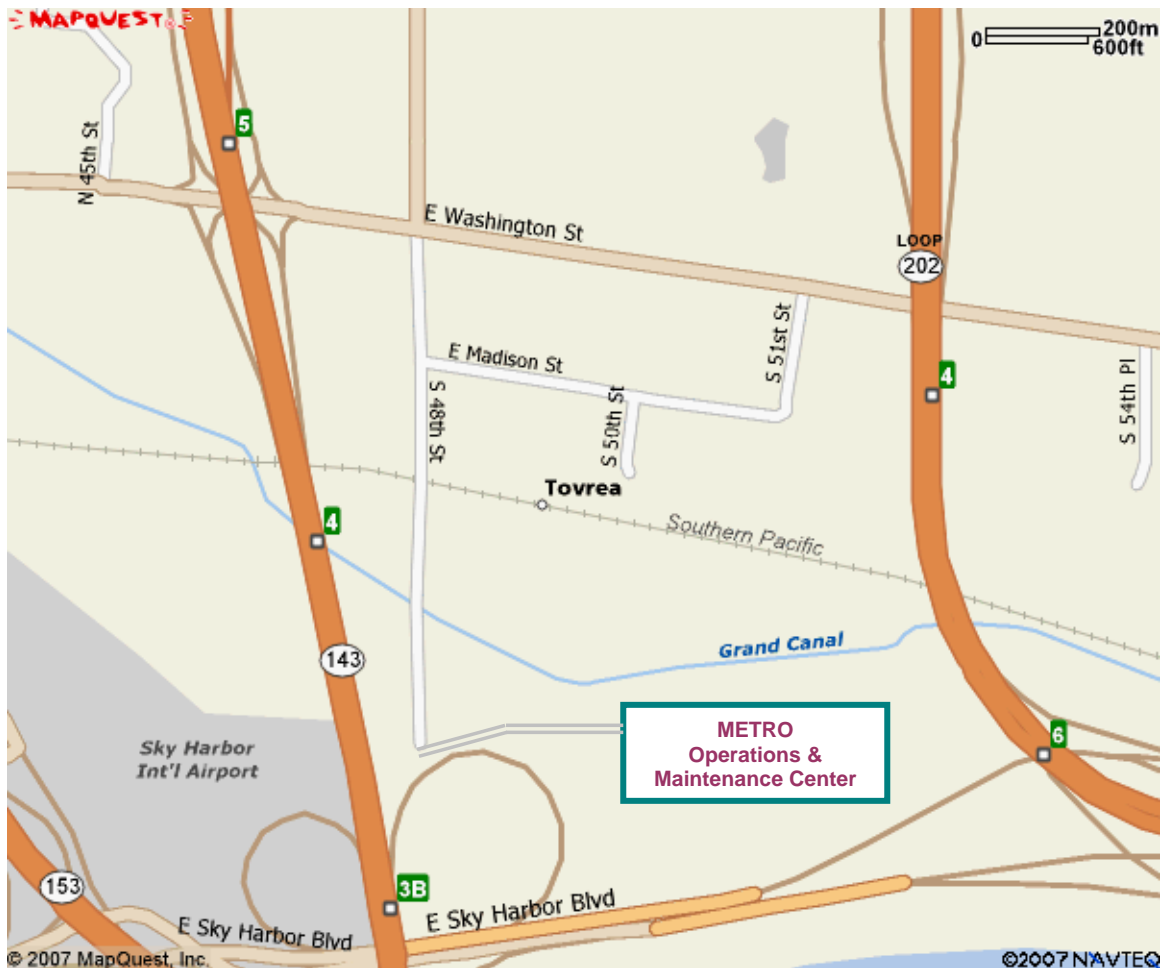 MAPQUEST
0
200m
600ft
5
N 45th St
E Washington St
LOOP
202
S 51st St
E Madison St
S 48th St
S 50th St
4
S 54th Pl
Tovrea
4
Southern Pacific
Grand Canal
143
METRO
Operations &
Maintenance Center
6
Sky Harbor
Int'l Airport
153
3B
E Sky Harbor Blvd
E Sky Harbor Blvd
© 2007 MapQuest, Inc.
©2007 NAVTEQ